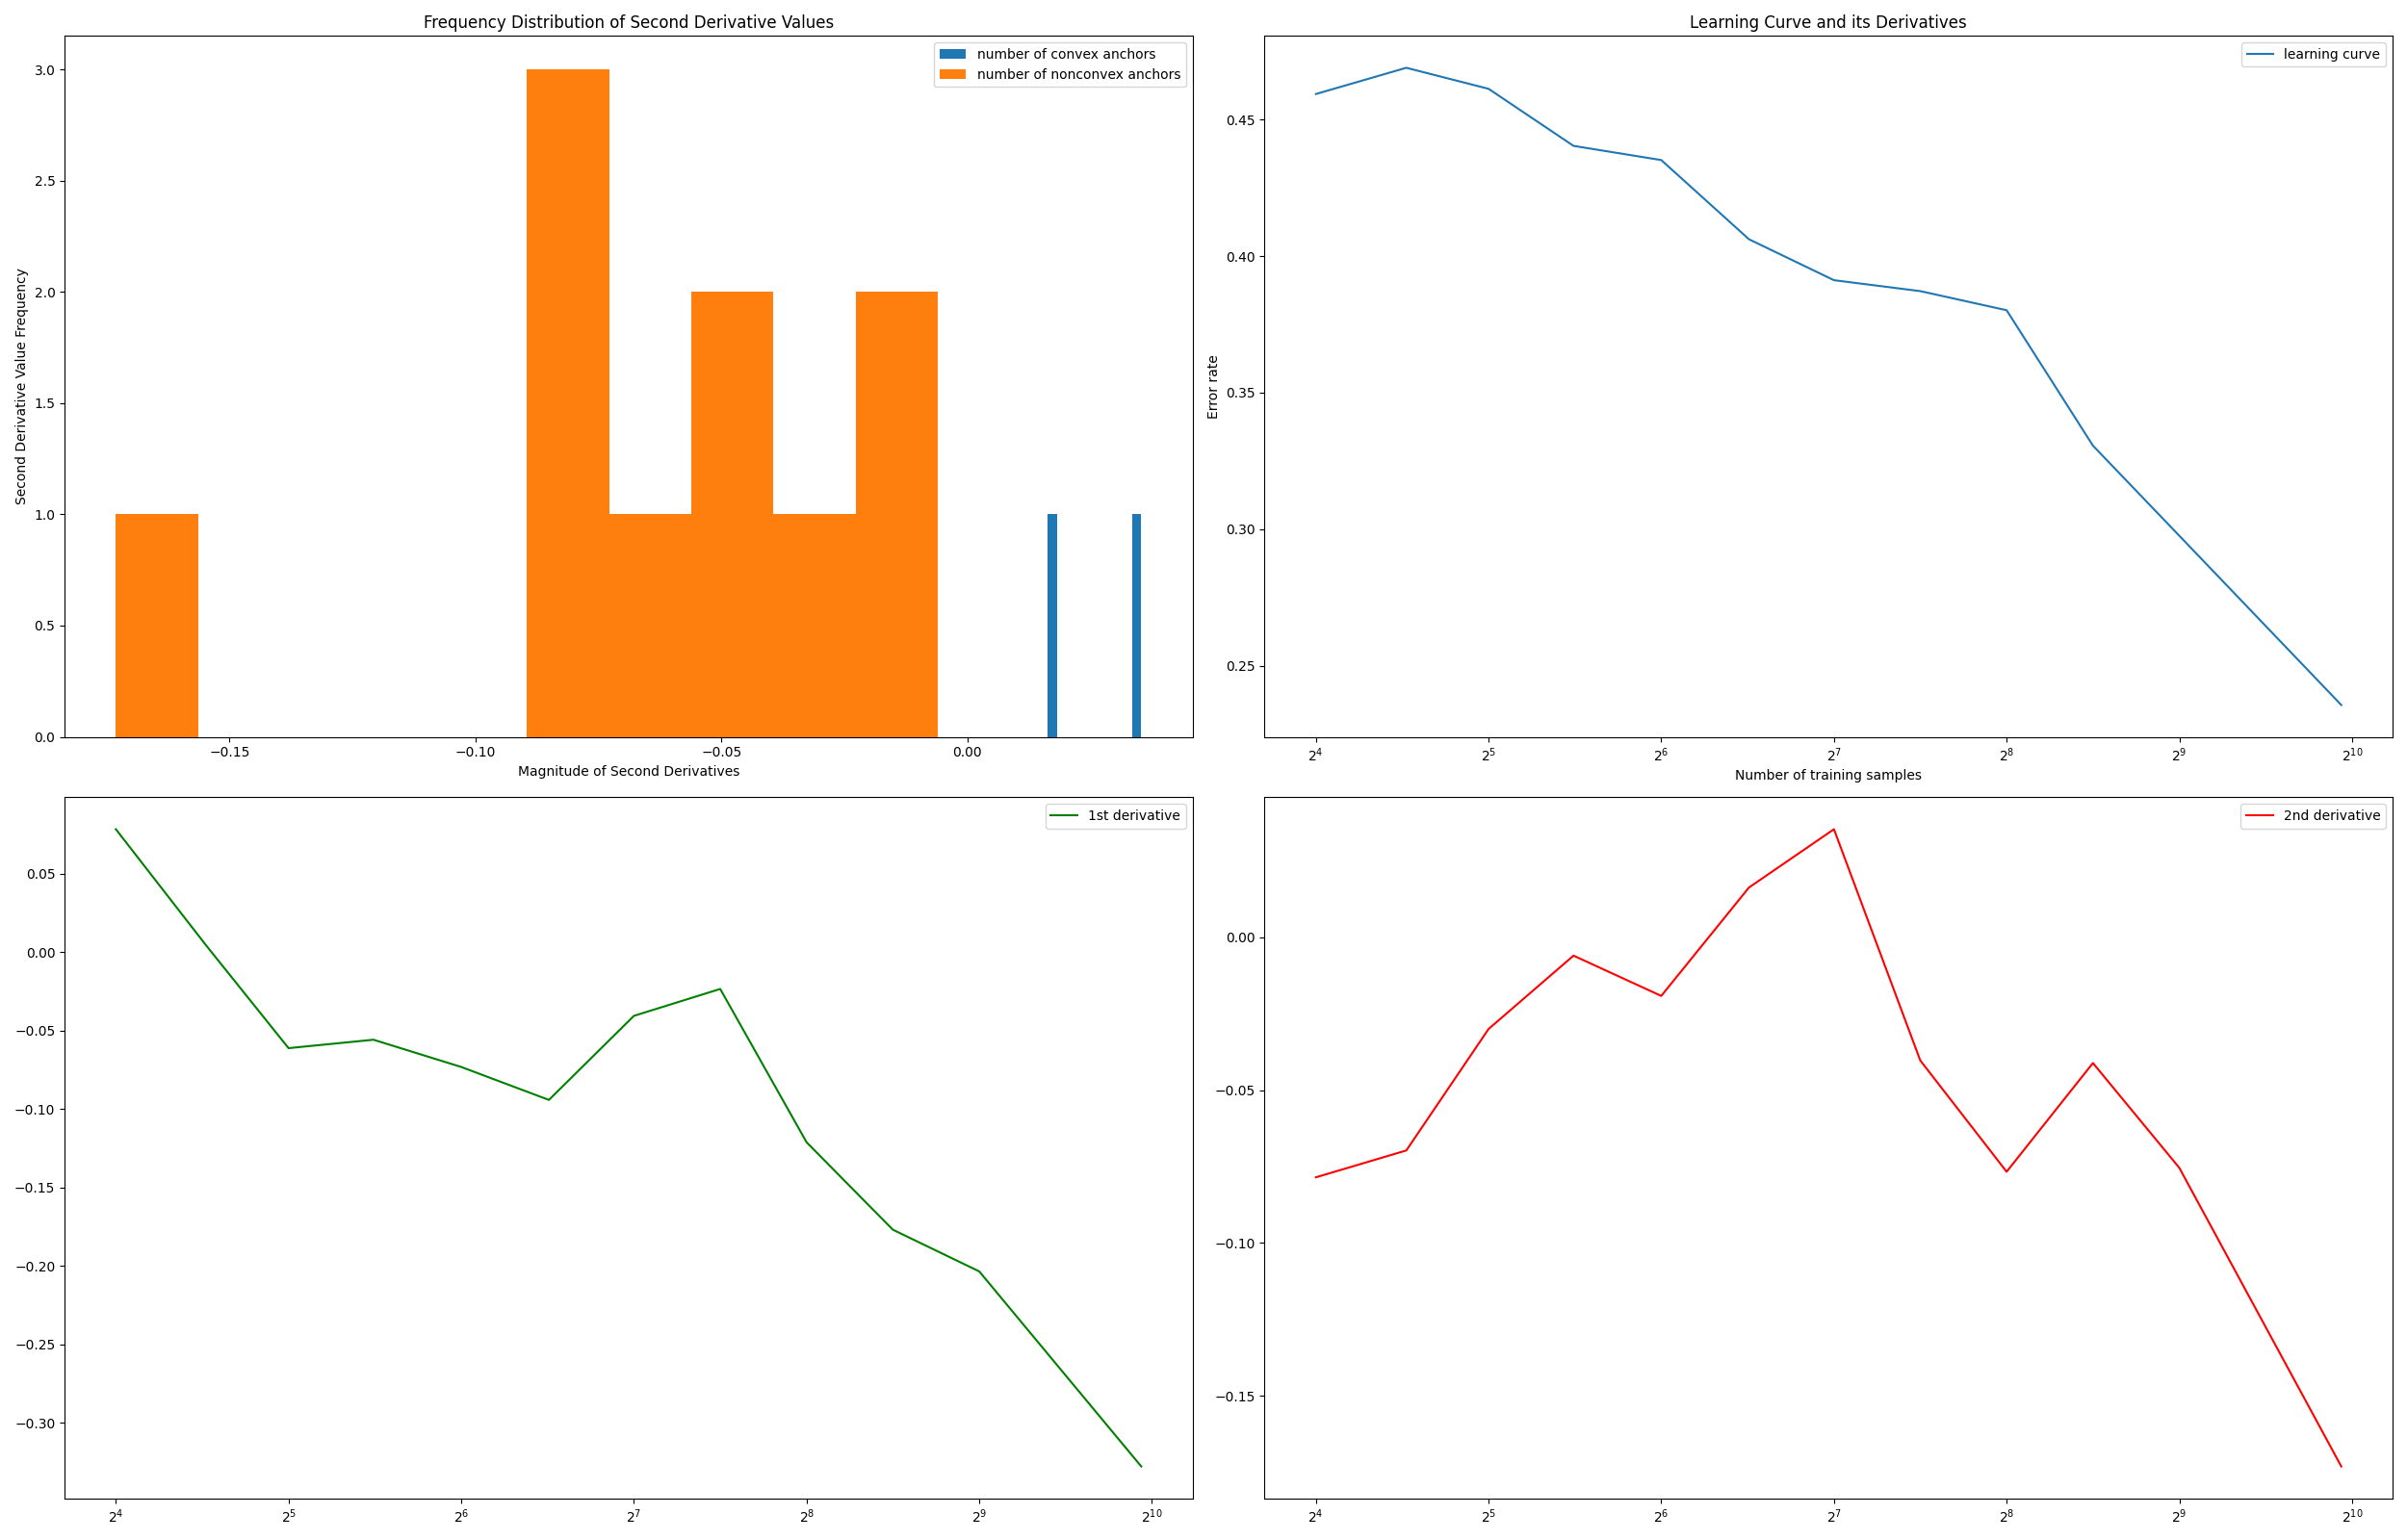 Frequency Distribution of Second Derivative Values
number of convex anchors
number of nonconvex anchors
Second Derivative Value Frequency
3.0
2.5
2.0
1.5
1.0
0.5
0.0
−0.15 −0.10 −0.05 0.00
Magnitude of Second Derivatives
Learning Curve and its Derivatives
learning curve
Error rate
0.45
0.40
0.35
0.30
0.25
2⁴ 2⁵ 2⁶ 2⁷ 2⁸ 2⁹ 2¹⁰
Number of training samples
1st derivative
0.05
0.00
−0.05
−0.10
−0.15
−0.20
−0.25
−0.30
2⁴ 2⁵ 2⁶ 2⁷ 2⁸ 2⁹ 2¹⁰
2nd derivative
0.00
−0.05
−0.10
−0.15
2⁴ 2⁵ 2⁶ 2⁷ 2⁸ 2⁹ 2¹⁰